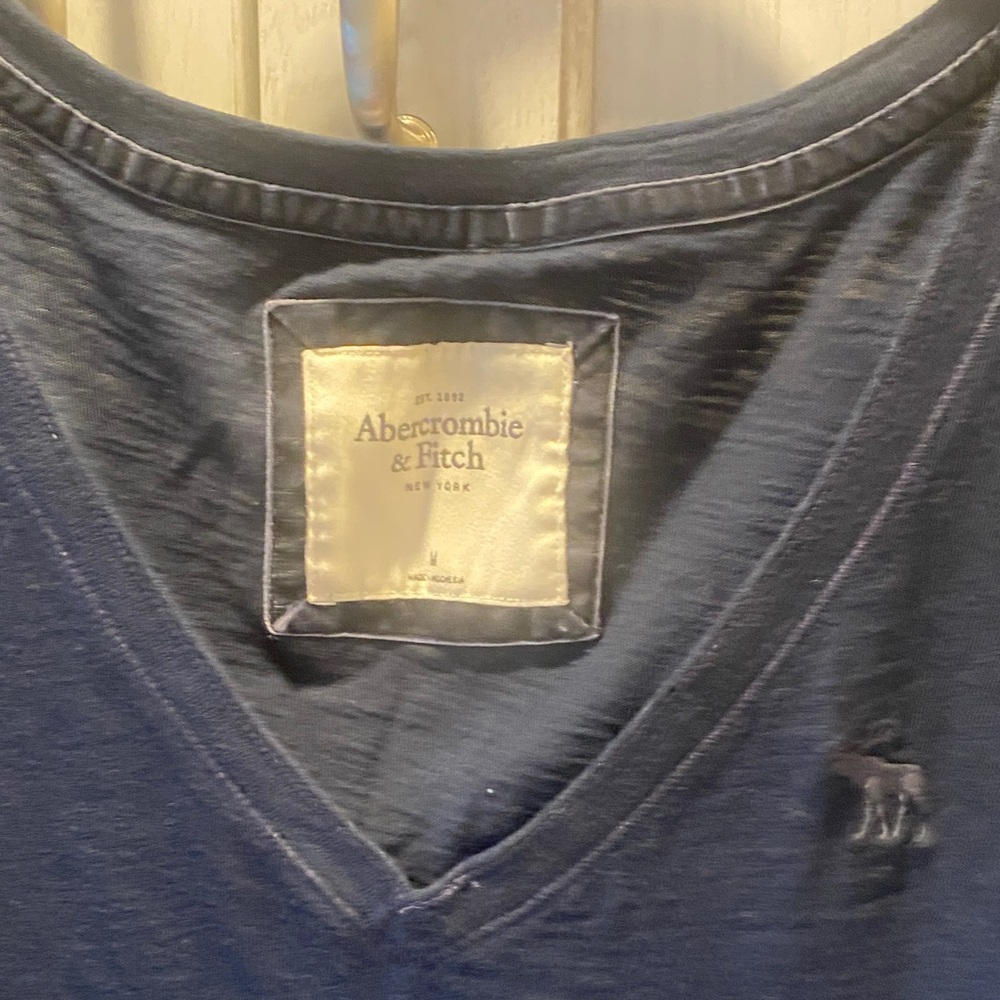 EST. 1892
Abercrombie
& Fitch
NEW YORK
M